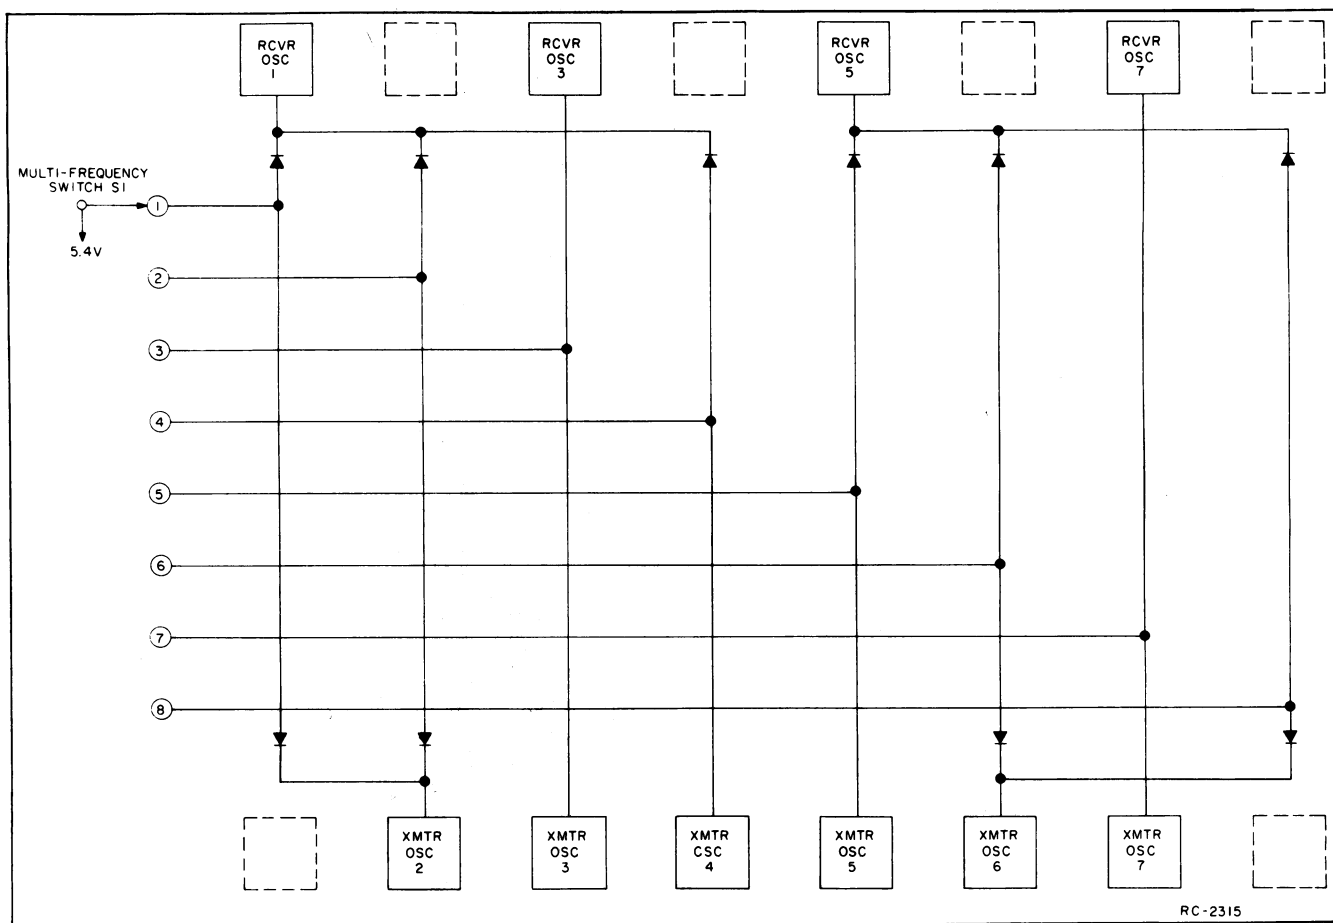 RCVR
OSC
1
RCVR
OSC
3
RCVR
OSC
5
RCVR
OSC
7
MULTI-FREQUENCY
SWITCH S1
1
5.4V
2
3
4
5
6
7
8
XMTR
OSC
2
XMTR
OSC
3
XMTR
CSC
4
XMTR
OSC
5
XMTR
OSC
6
XMTR
OSC
7
RC-2315